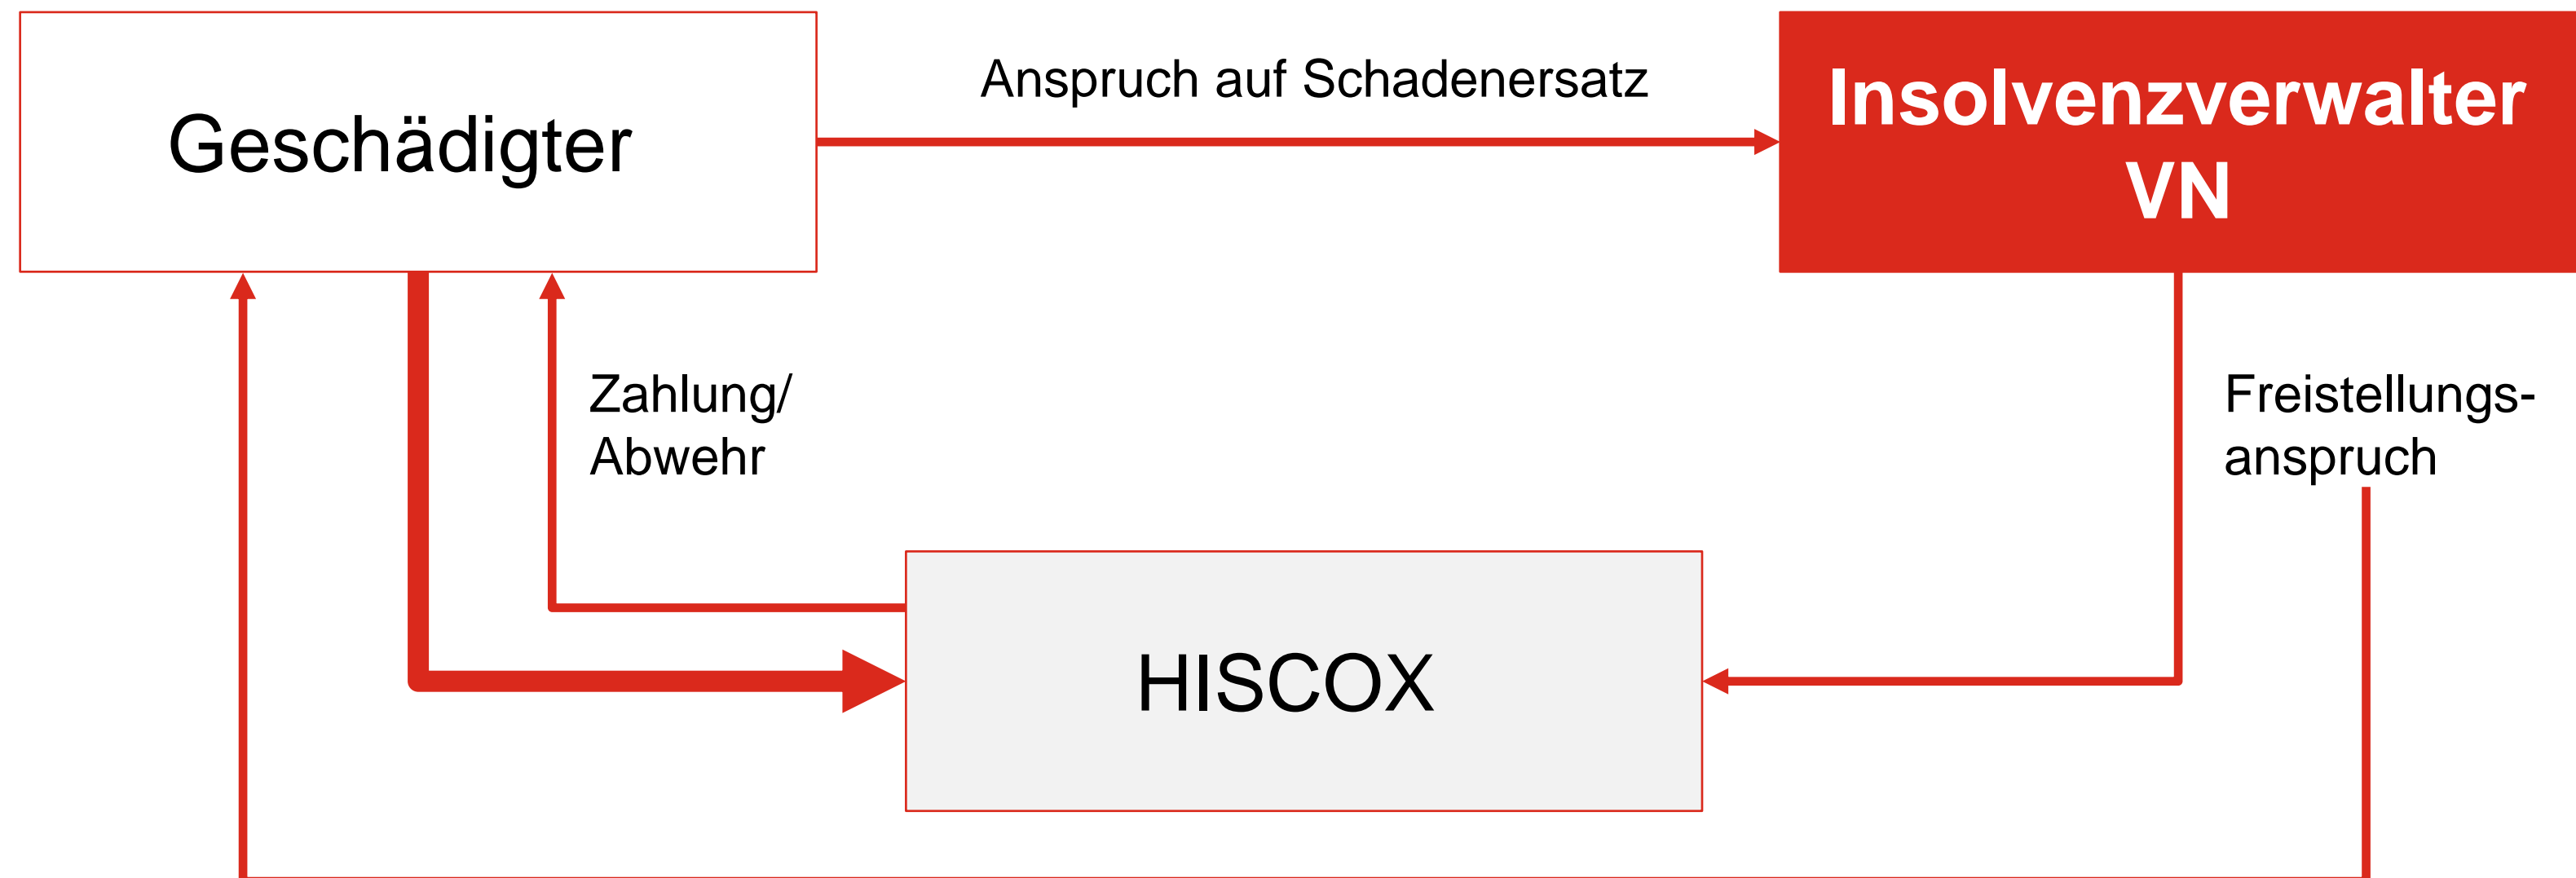 Geschädigter
Anspruch auf Schadenersatz
Insolvenzverwalter
VN
Zahlung/
Abwehr
Freistellungs-
anspruch
HISCOX